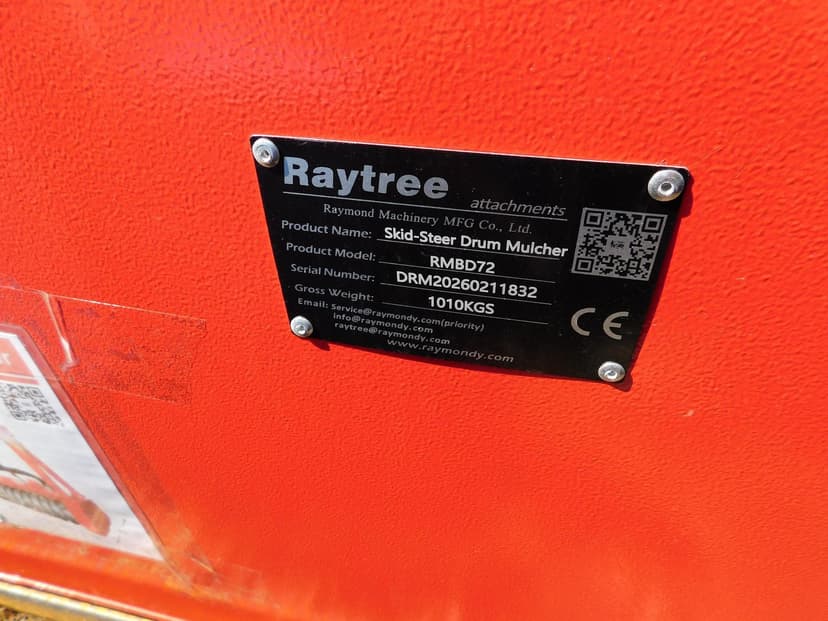 Raytree
attachments
Raymond Machinery MFG Co., Ltd.
Product Name: Skid-Steer Drum Mulcher
Product Model: RMBD72
Serial Number: DRM20260211832
Gross Weight: 1010KGS
Email: service@raymondy.com(priority)
info@raymondy.com
raytree@raymondy.com
www.raymondy.com
CE